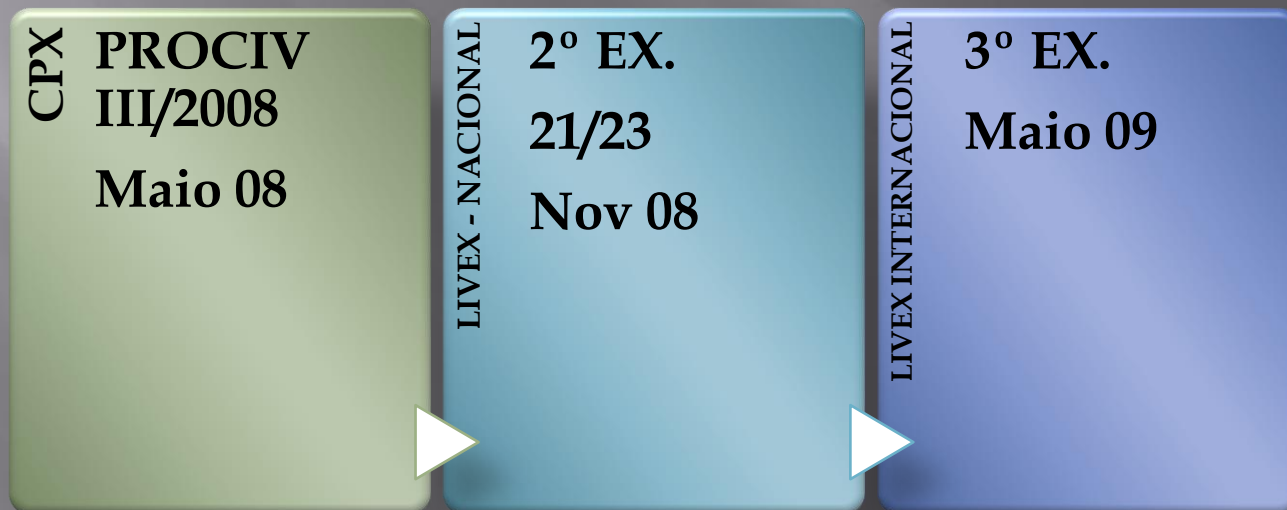 CPX
PROCIV
III/2008
Maio 08
LIVEX - NACIONAL
2º EX.
21/23
Nov 08
LIVEX INTERNACIONAL
3º EX.
Maio 09